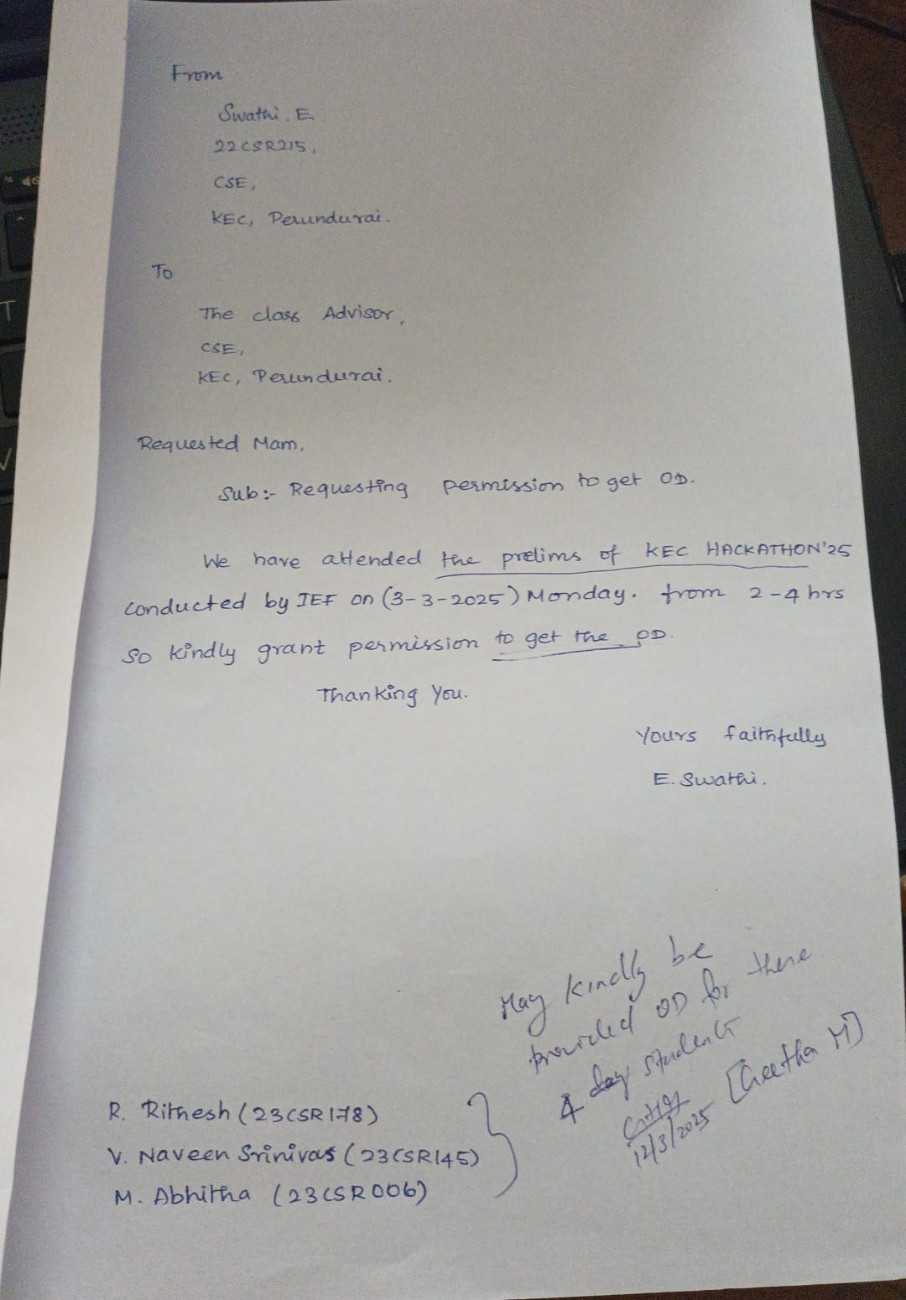 From
Swathi. E
22CSR215,
CSE,
KEC, Perundurai.
To
The class Advisor,
CSE,
KEC, Perundurai.
Requested Mam,
Sub:- Requesting permission to get OD.
We have attended the prelims of KEC HACKATHON'25
conducted by IEF on (3-3-2025) Monday. from 2-4 hrs
so kindly grant permission to get the OD.
Thanking You.
Yours faithfully
E. Swathi.
May kindly be
provided OD for these
4 students
12/3/2025 [Geetha M]
R. Rithesh (23CSR178)
V. Naveen Srinivas (23CSR145)
M. Abhitha (23CSR006)